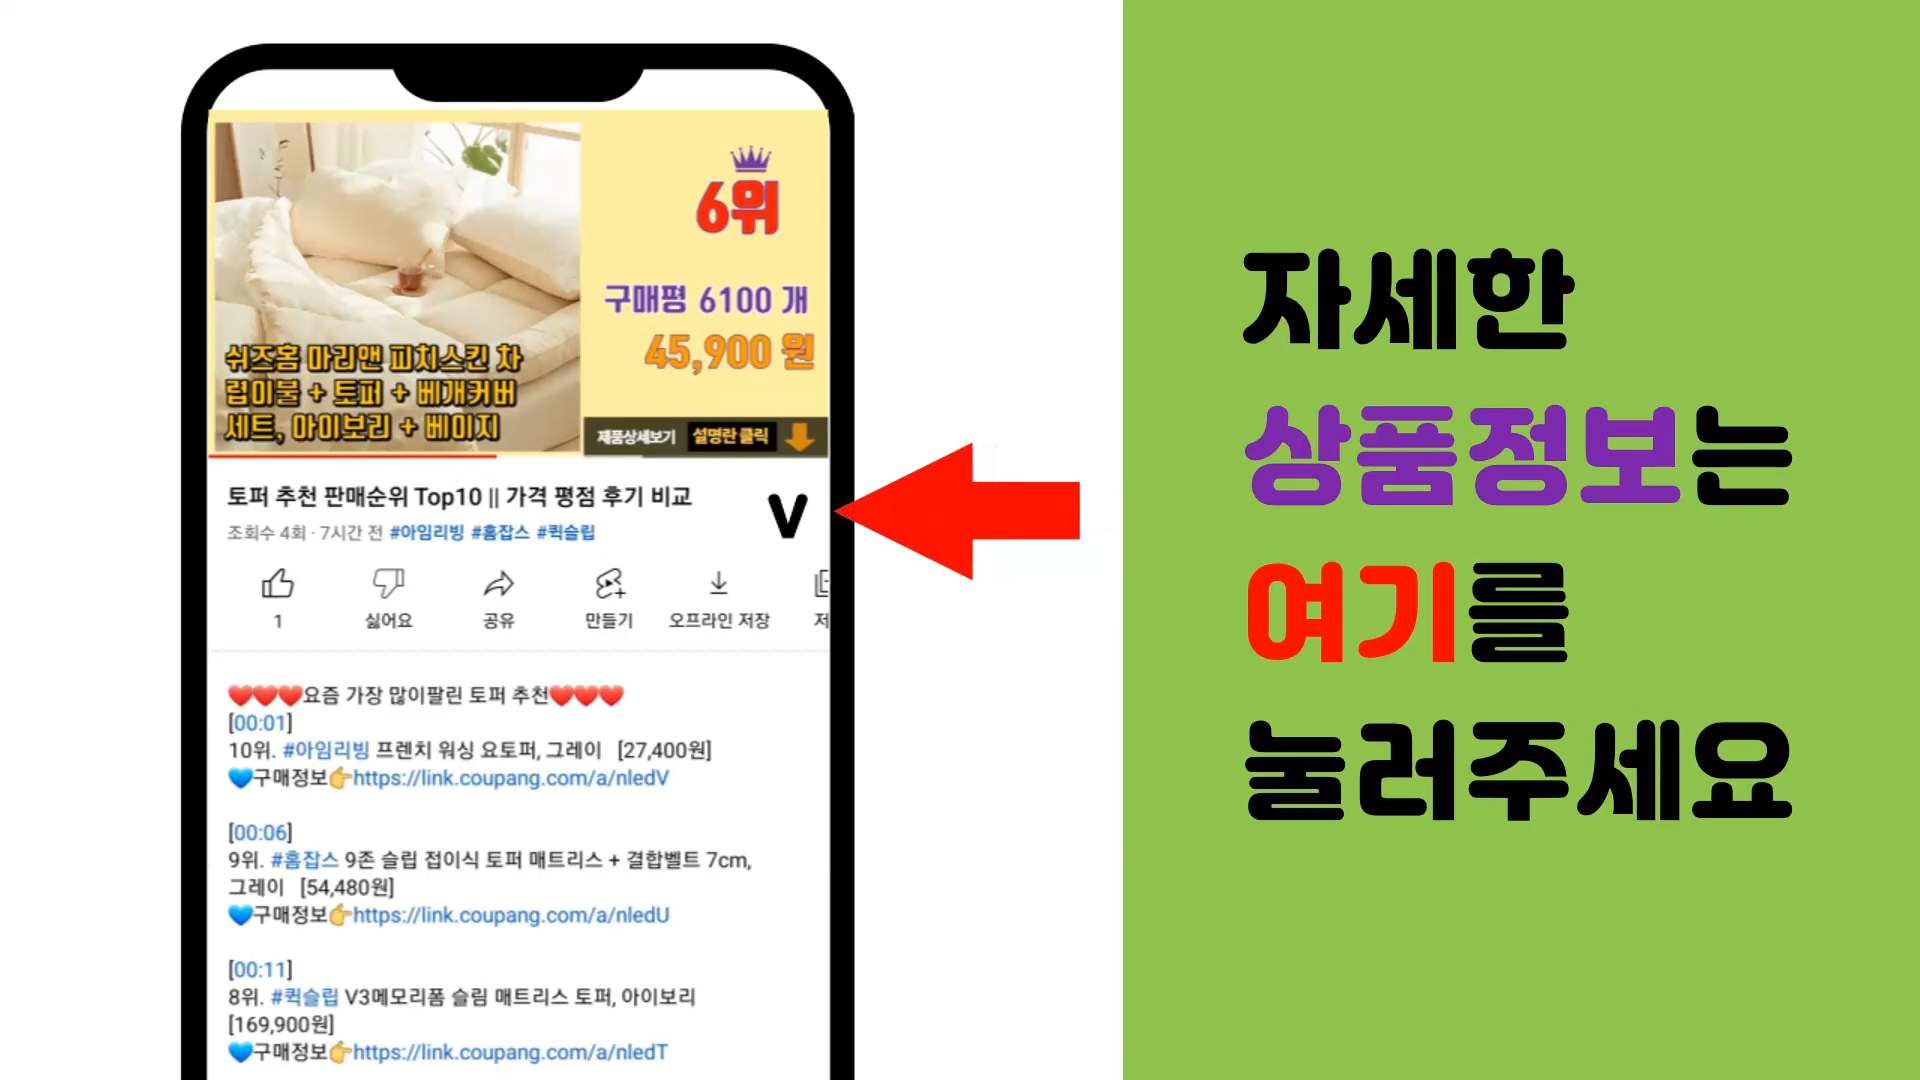 6위
구매평 6100 개
45,900 원
쉬즈홈 마리앤 피치스킨 차
렵이불 + 토퍼 + 베개커버
세트, 아이보리 + 베이지
제품상세보기 설명란 클릭
토퍼 추천 판매순위 Top10 || 가격 평점 후기 비교
V
조회수 4회 · 7시간 전 #아임리빙 #홈잡스 #퀵슬립
1 싫어요 공유 만들기 오프라인 저장 저
❤️❤️❤️요즘 가장 많이팔린 토퍼 추천❤️❤️❤️
[00:01]
10위. #아임리빙 프렌치 워싱 요토퍼, 그레이 [27,400원]
💙구매정보👉https://link.coupang.com/a/nledV
[00:06]
9위. #홈잡스 9존 슬립 접이식 토퍼 매트리스 + 결합벨트 7cm,
그레이 [54,480원]
💙구매정보👉https://link.coupang.com/a/nledU
[00:11]
8위. #퀵슬립 V3메모리폼 슬림 매트리스 토퍼, 아이보리
[169,900원]
💙구매정보👉https://link.coupang.com/a/nledT
자세한
상품정보는
여기를
눌러주세요